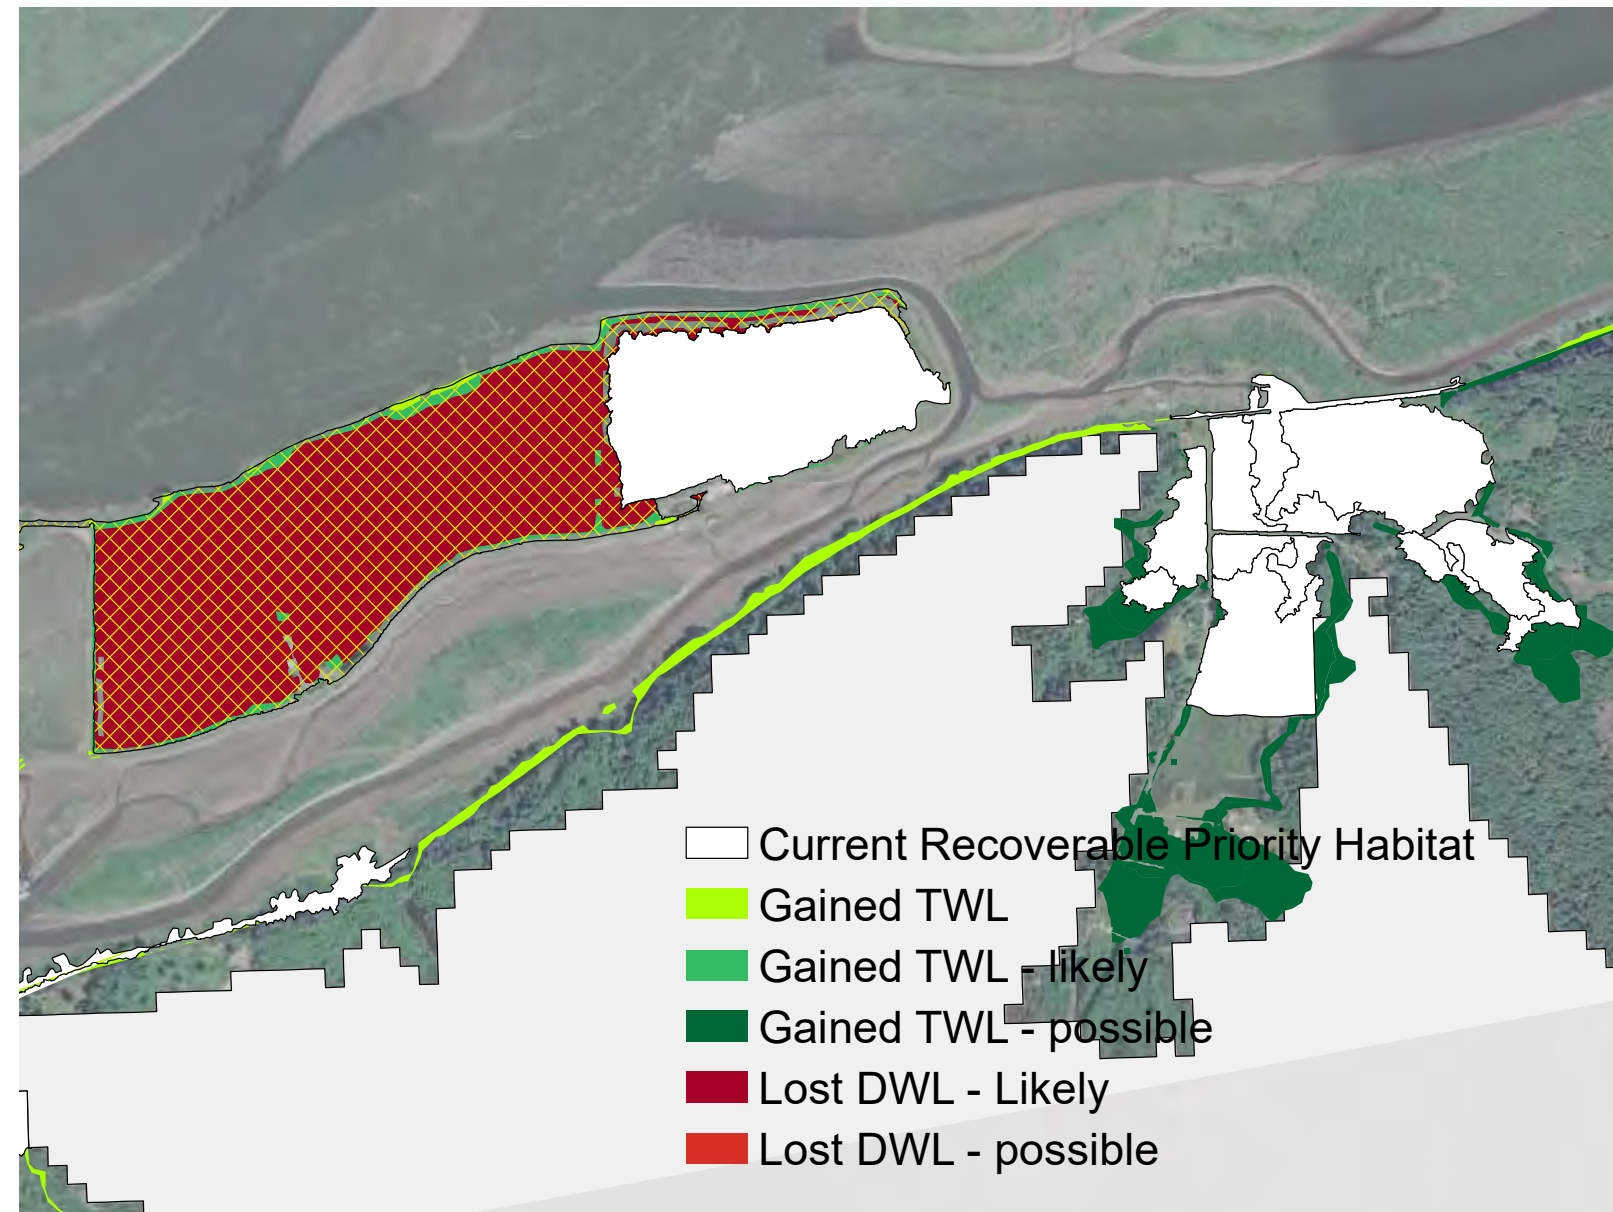 Current Recoverable Priority Habitat
Gained TWL
Gained TWL - likely
Gained TWL - possible
Lost DWL - Likely
Lost DWL - possible